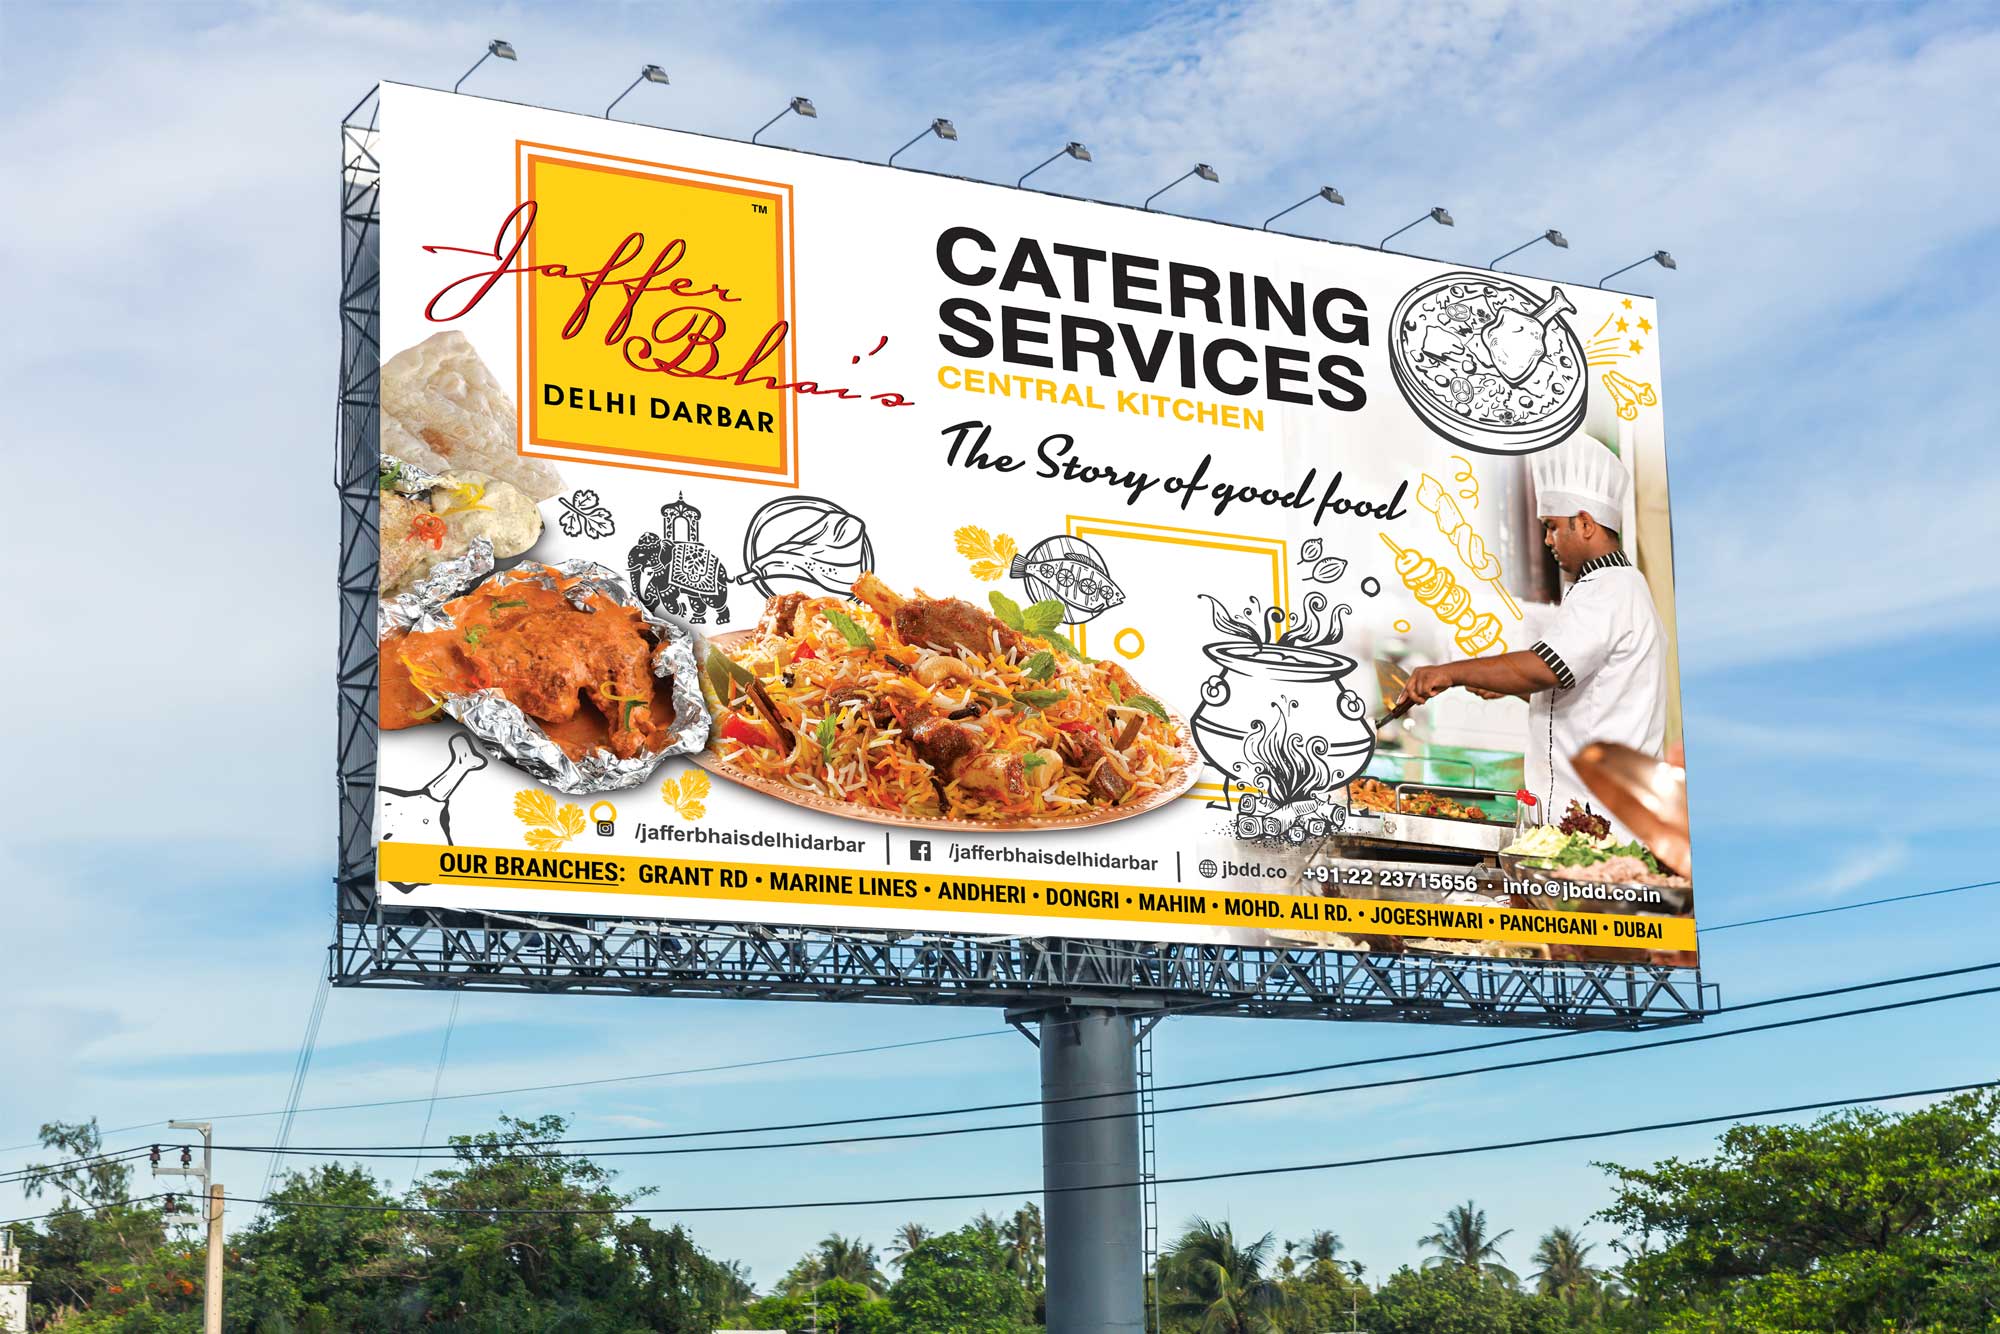 TM
Jaffer
Bhai's
DELHI DARBAR
CATERING
SERVICES
CENTRAL KITCHEN
The Story of good food
/jafferbhaisdelhidarbar | /jafferbhaisdelhidarbar | jbdd.co +91.22 23715656 · info@jbdd.co.in
OUR BRANCHES: GRANT RD • MARINE LINES • ANDHERI • DONGRI • MAHIM • MOHD. ALI RD. • JOGESHWARI • PANCHGANI • DUBAI